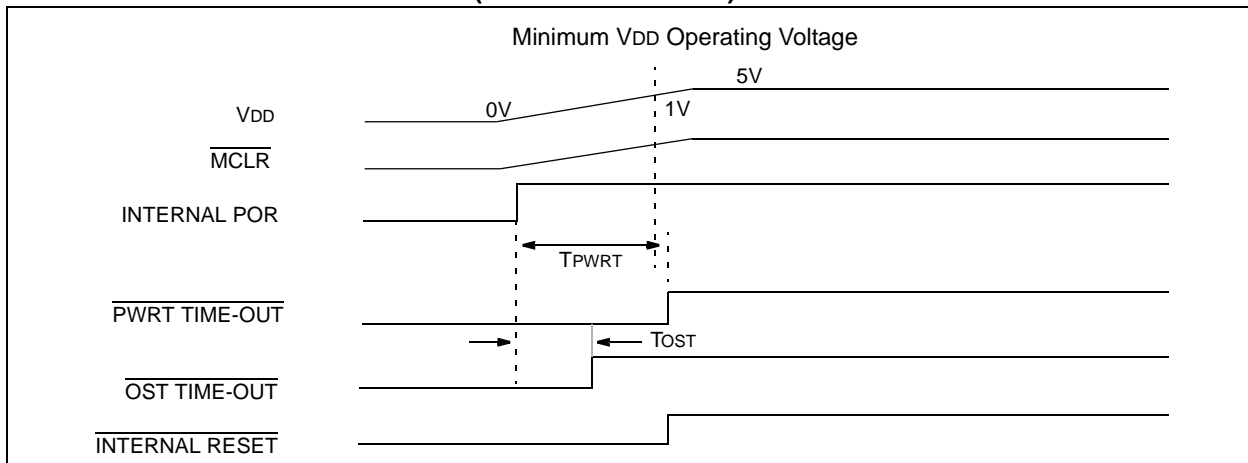 Minimum VDD Operating Voltage
5V
VDD
0V
1V
MCLR
INTERNAL POR
TPWRT
PWRT TIME-OUT
TOST
OST TIME-OUT
INTERNAL RESET